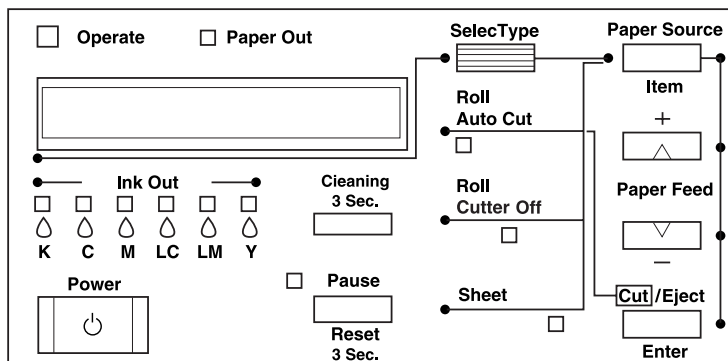 Operate
Paper Out
SelecType
Paper Source
Item
Roll
Auto Cut
+
Ink Out
K C M LC LM Y
Cleaning
3 Sec.
Roll
Cutter Off
Paper Feed
−
Power
Pause
Reset
3 Sec.
Sheet
Cut /Eject
Enter